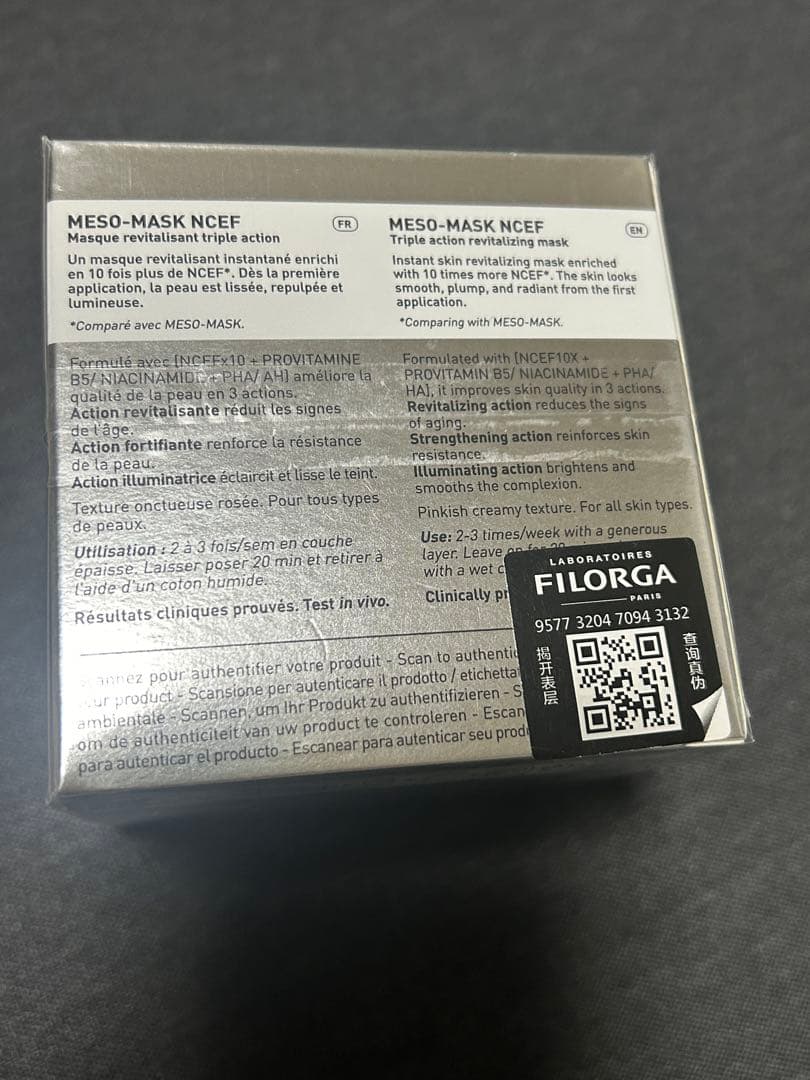 MESO-MASK NCEF
FR
Masque revitalisant triple action
Un masque revitalisant instantané enrichi
en 10 fois plus de NCEF*. Dès la première
application, la peau est lissée, repulpée et
lumineuse.
*Comparé avec MESO-MASK.
Formulé avec [NCEFx10 + PROVITAMINE
B5/ NIACINAMIDE + PHA/ AH] améliore la
qualité de la peau en 3 actions.
Action revitalisante réduit les signes
de l'âge.
Action fortifiante renforce la résistance
de la peau.
Action illuminatrice éclaircit et lisse le teint.
Texture onctueuse rosée. Pour tous types
de peaux.
Utilisation : 2 à 3 fois/sem en couche
épaisse. Laisser poser 20 min et retirer à
l'aide d'un coton humide.
Résultats cliniques prouvés. Test in vivo.
MESO-MASK NCEF
EN
Triple action revitalizing mask
Instant skin revitalizing mask enriched
with 10 times more NCEF*. The skin looks
smooth, plump, and radiant from the first
application.
*Comparing with MESO-MASK.
Formulated with [NCEF10X +
PROVITAMIN B5/ NIACINAMIDE + PHA/
HA], it improves skin quality in 3 actions.
Revitalizing action reduces the signs
of aging.
Strengthening action reinforces skin
resistance.
Illuminating action brightens and
smooths the complexion.
Pinkish creamy texture. For all skin types.
Use: 2-3 times/week with a generous
layer. Leave
with a wet
Clinically
pour authentifier votre produit - Scan to
product - Scansione per autenticare il prodotto /
ambientale - Scannen, um Ihr Produkt zu authentifizieren -
om de authenticiteit van uw product te controleren -
para autenticar el producto - Escanear para autenticar seu
LABORATOIRES
FILORGA
PARIS
9577 3204 7094 3132
揭开表层
查询真伪